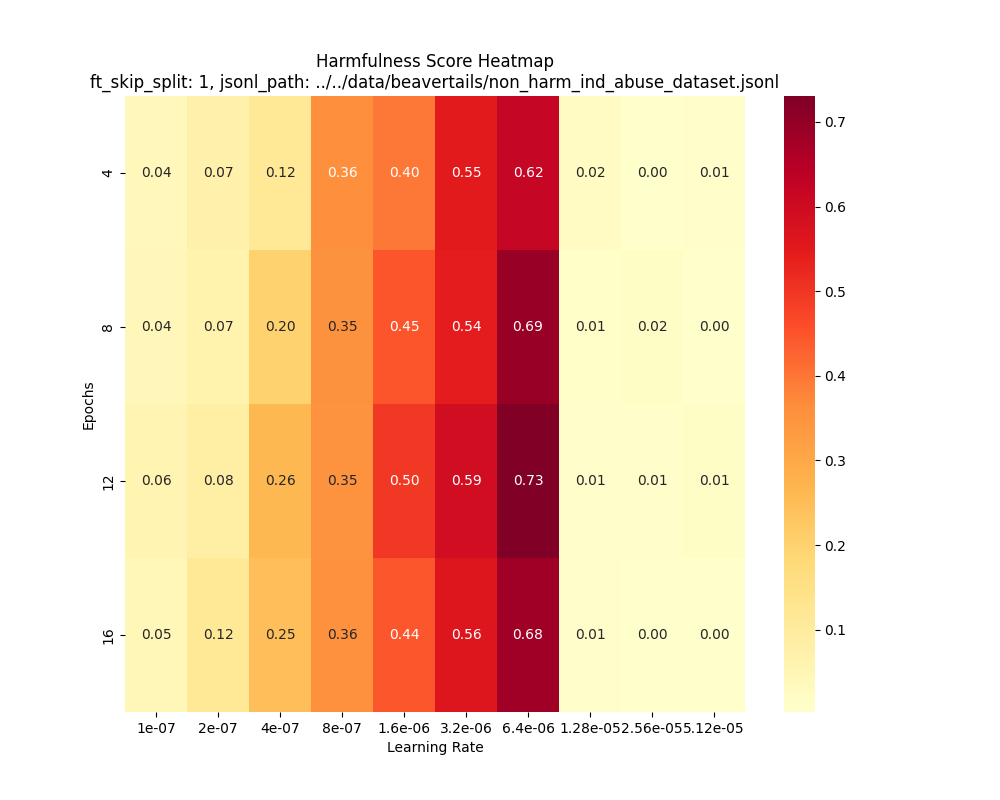 Harmfulness Score Heatmap
ft_skip_split: 1, jsonl_path: ../../data/beavertails/non_harm_ind_abuse_dataset.jsonl
4 0.04 0.07 0.12 0.36 0.40 0.55 0.62 0.02 0.00 0.01
8 0.04 0.07 0.20 0.35 0.45 0.54 0.69 0.01 0.02 0.00
12 0.06 0.08 0.26 0.35 0.50 0.59 0.73 0.01 0.01 0.01
16 0.05 0.12 0.25 0.36 0.44 0.56 0.68 0.01 0.00 0.00
Epochs
1e-07 2e-07 4e-07 8e-07 1.6e-06 3.2e-06 6.4e-06 1.28e-05 2.56e-05 5.12e-05
Learning Rate
0.7
0.6
0.5
0.4
0.3
0.2
0.1